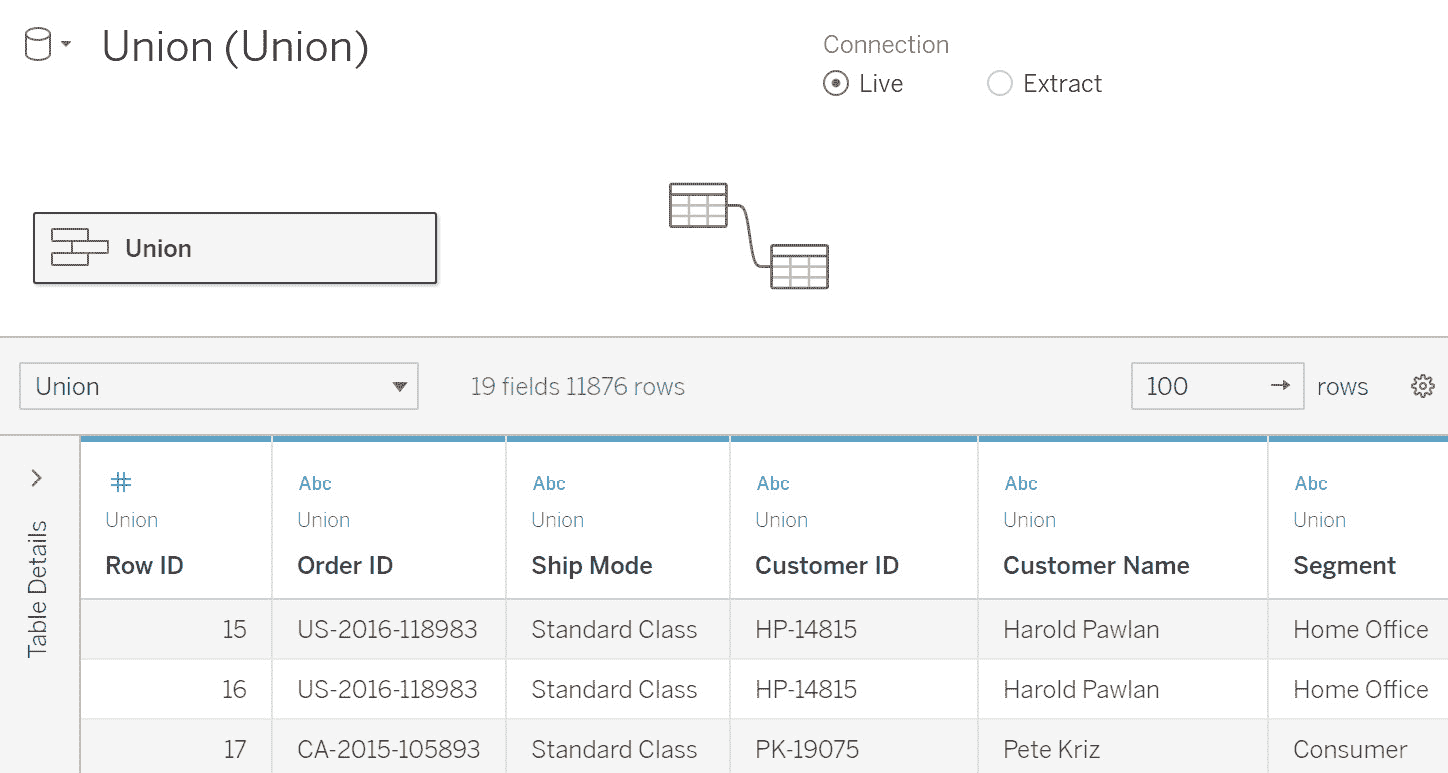 Union (Union)
Connection
Live Extract
Union
Union 19 fields 11876 rows 100 → rows
Table Details
# Abc Abc Abc Abc Abc
Union Union Union Union Union Union
Row ID Order ID Ship Mode Customer ID Customer Name Segment
15 US-2016-118983 Standard Class HP-14815 Harold Pawlan Home Office
16 US-2016-118983 Standard Class HP-14815 Harold Pawlan Home Office
17 CA-2015-105893 Standard Class PK-19075 Pete Kriz Consumer